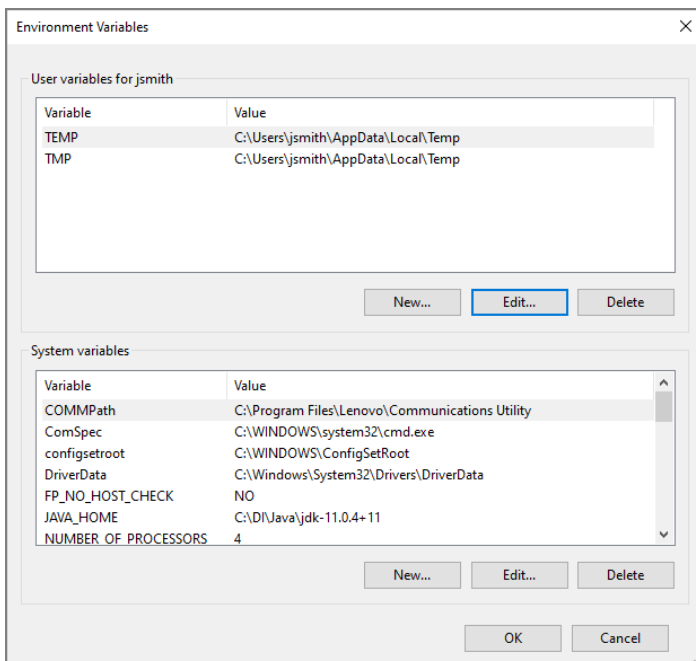 Environment Variables
User variables for jsmith
Variable Value
TEMP C:\Users\jsmith\AppData\Local\Temp
TMP C:\Users\jsmith\AppData\Local\Temp
New... Edit... Delete
System variables
Variable Value
COMMPath C:\Program Files\Lenovo\Communications Utility
ComSpec C:\WINDOWS\system32\cmd.exe
configsetroot C:\WINDOWS\ConfigSetRoot
DriverData C:\Windows\System32\Drivers\DriverData
FP_NO_HOST_CHECK NO
JAVA_HOME C:\DI\Java\jdk-11.0.4+11
NUMBER_OF_PROCESSORS 4
New... Edit... Delete
OK Cancel